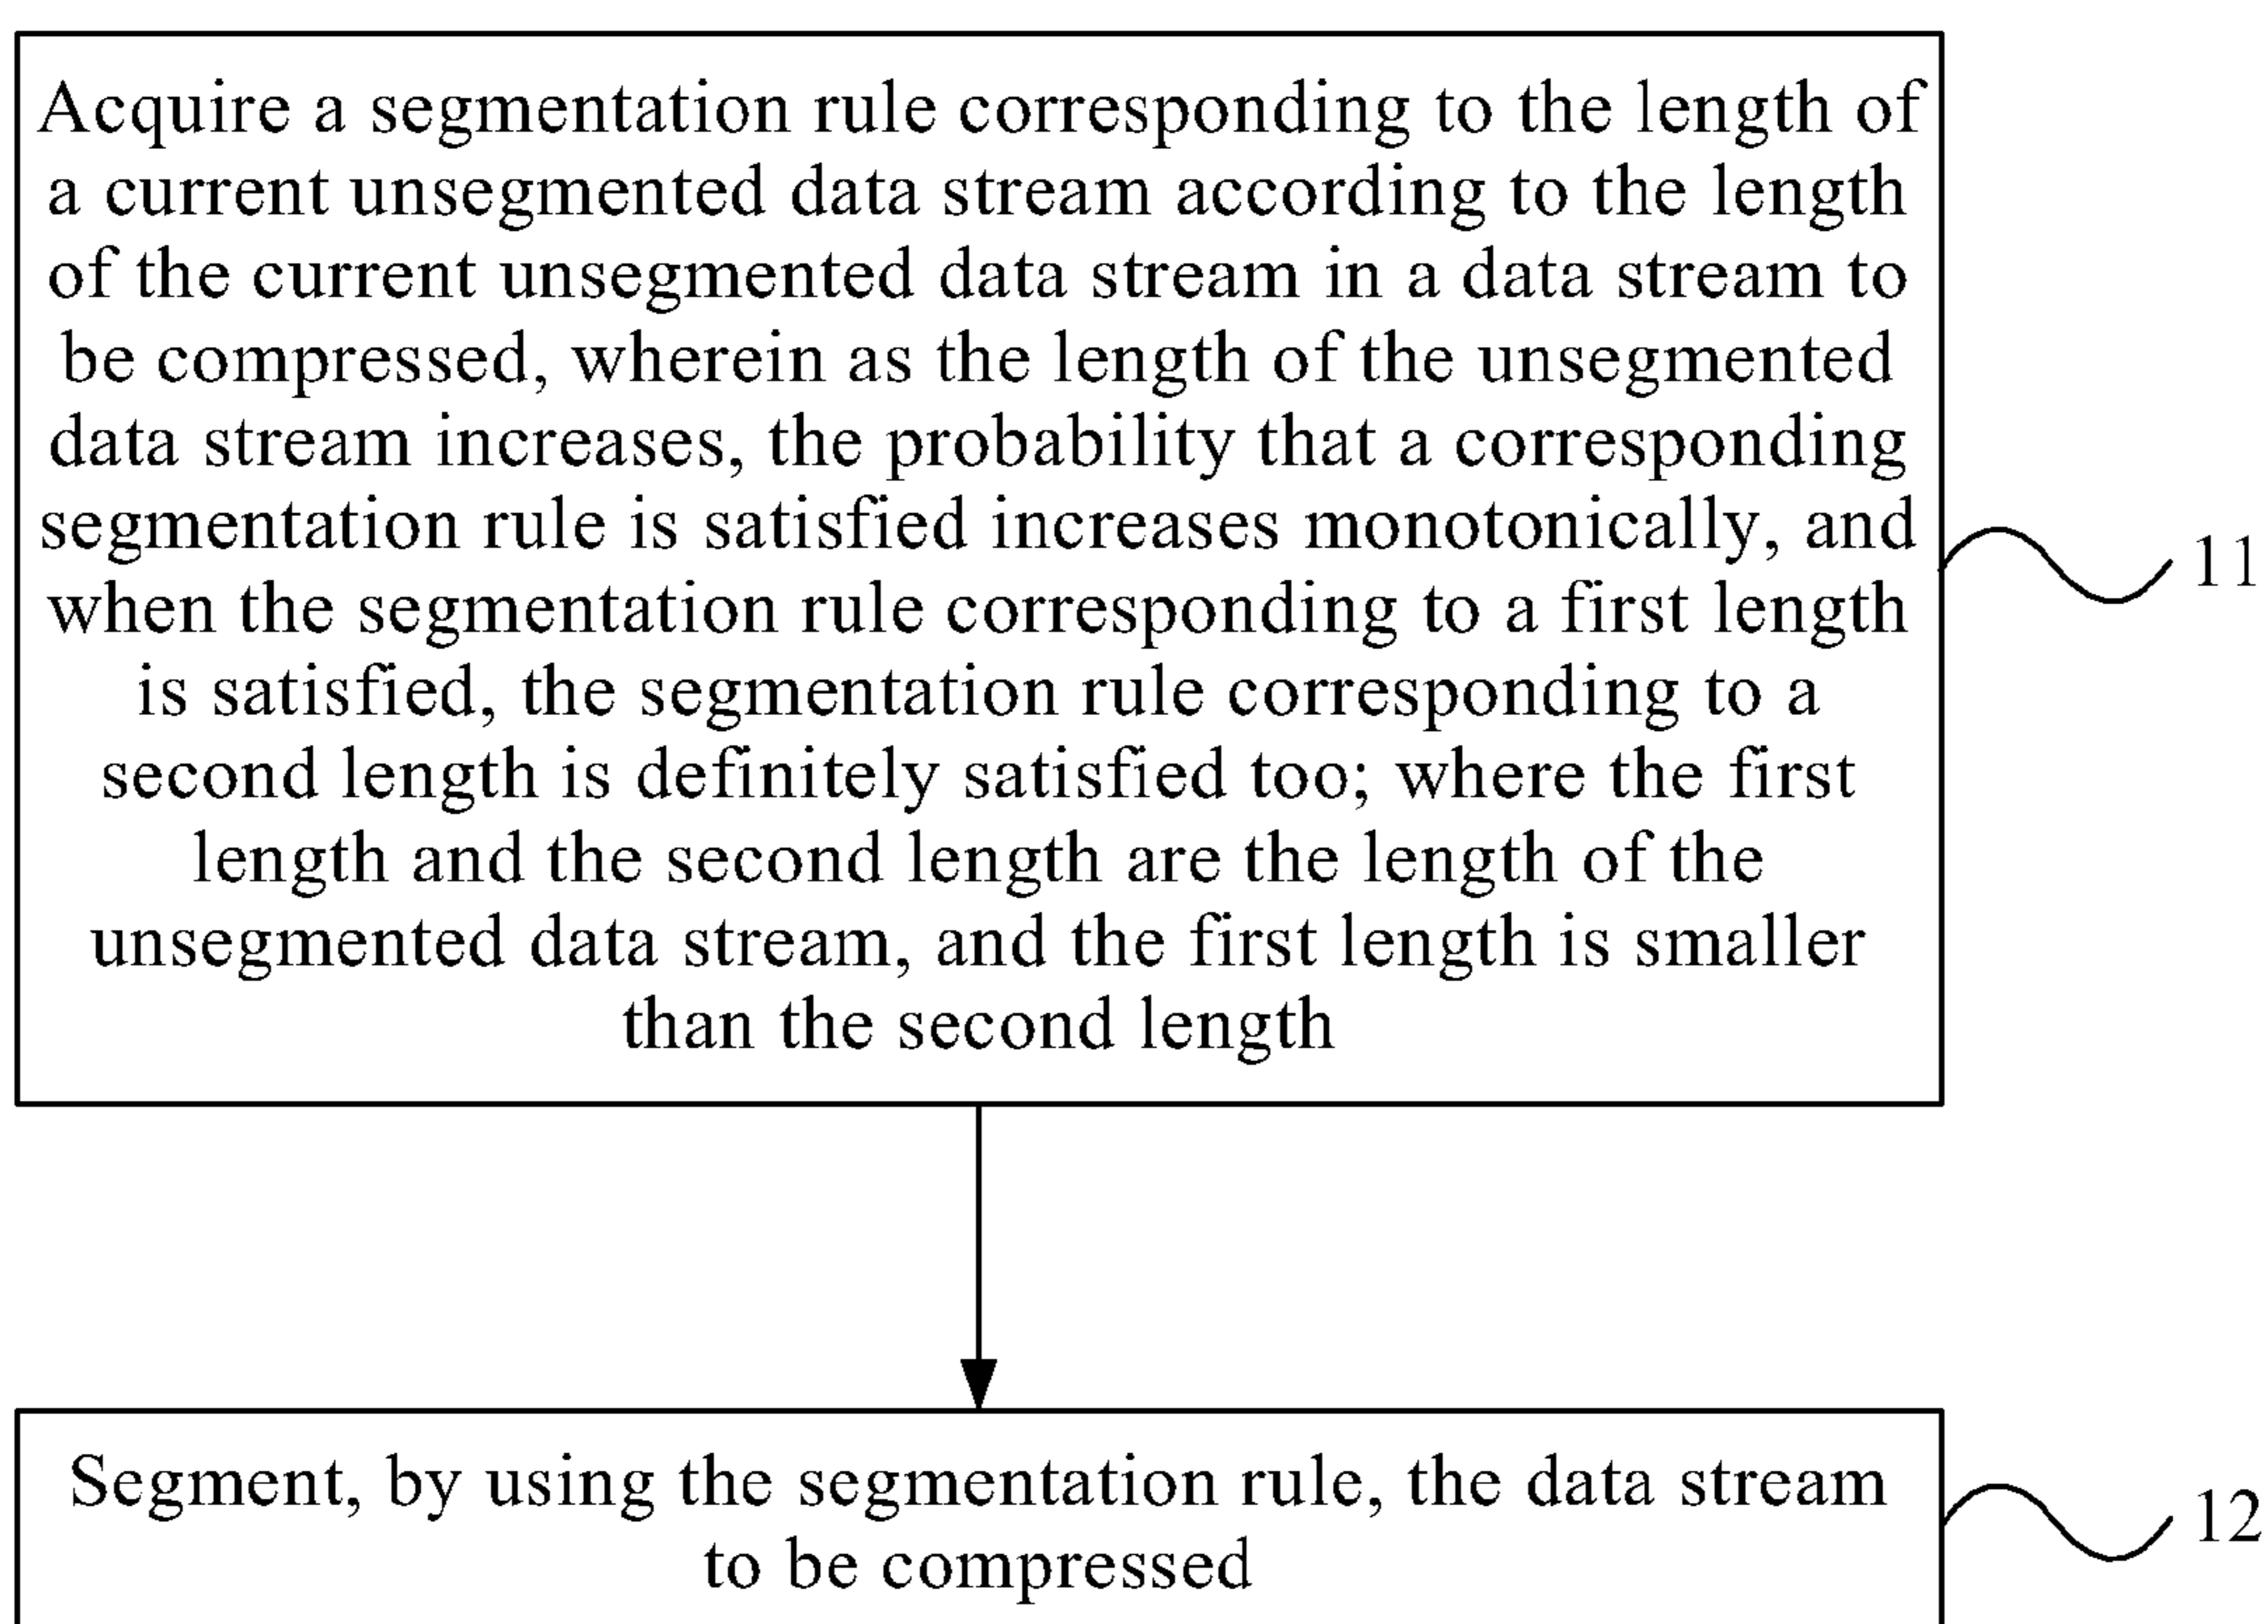 Acquire a segmentation rule corresponding to the length of
a current unsegmented data stream according to the length
of the current unsegmented data stream in a data stream to
be compressed, wherein as the length of the unsegmented
data stream increases, the probability that a corresponding
segmentation rule is satisfied increases monotonically, and
when the segmentation rule corresponding to a first length
is satisfied, the segmentation rule corresponding to a
second length is definitely satisfied too; where the first
length and the second length are the length of the
unsegmented data stream, and the first length is smaller
than the second length
11
Segment, by using the segmentation rule, the data stream
to be compressed
12